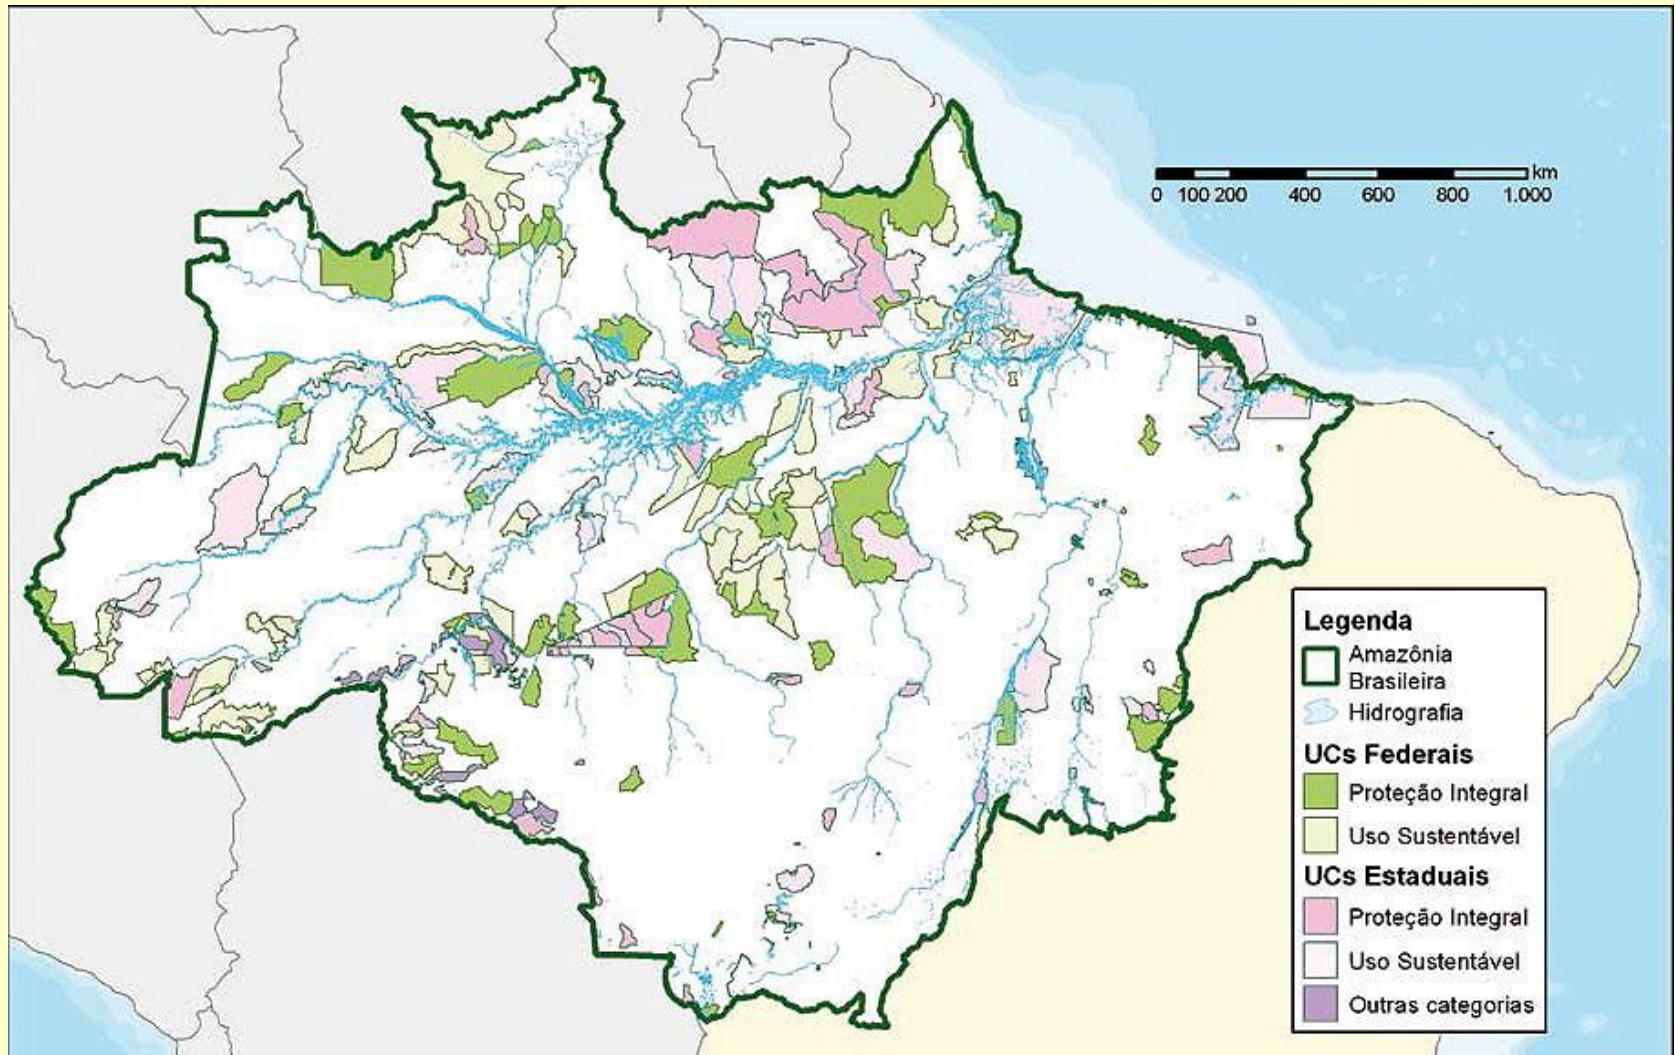 km
0 100 200 400 600 800 1.000
Legenda
Amazônia
Brasileira
Hidrografia
UCs Federais
Proteção Integral
Uso Sustentável
UCs Estaduais
Proteção Integral
Uso Sustentável
Outras categorias